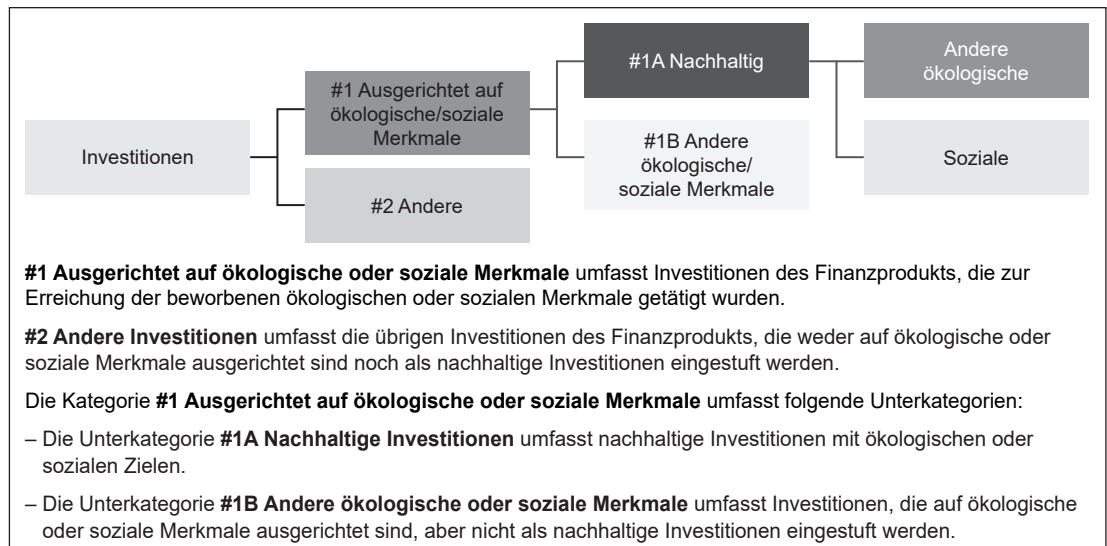 Investitionen
#1 Ausgerichtet auf
ökologische/soziale
Merkmale
#2 Andere
#1A Nachhaltig
#1B Andere
ökologische/
soziale Merkmale
Andere
ökologische
Soziale
#1 Ausgerichtet auf ökologische oder soziale Merkmale umfasst Investitionen des Finanzprodukts, die zur
Erreichung der beworbenen ökologischen oder sozialen Merkmale getätigt wurden.
#2 Andere Investitionen umfasst die übrigen Investitionen des Finanzprodukts, die weder auf ökologische oder
soziale Merkmale ausgerichtet sind noch als nachhaltige Investitionen eingestuft werden.
Die Kategorie #1 Ausgerichtet auf ökologische oder soziale Merkmale umfasst folgende Unterkategorien:
– Die Unterkategorie #1A Nachhaltige Investitionen umfasst nachhaltige Investitionen mit ökologischen oder
sozialen Zielen.
– Die Unterkategorie #1B Andere ökologische oder soziale Merkmale umfasst Investitionen, die auf ökologische
oder soziale Merkmale ausgerichtet sind, aber nicht als nachhaltige Investitionen eingestuft werden.